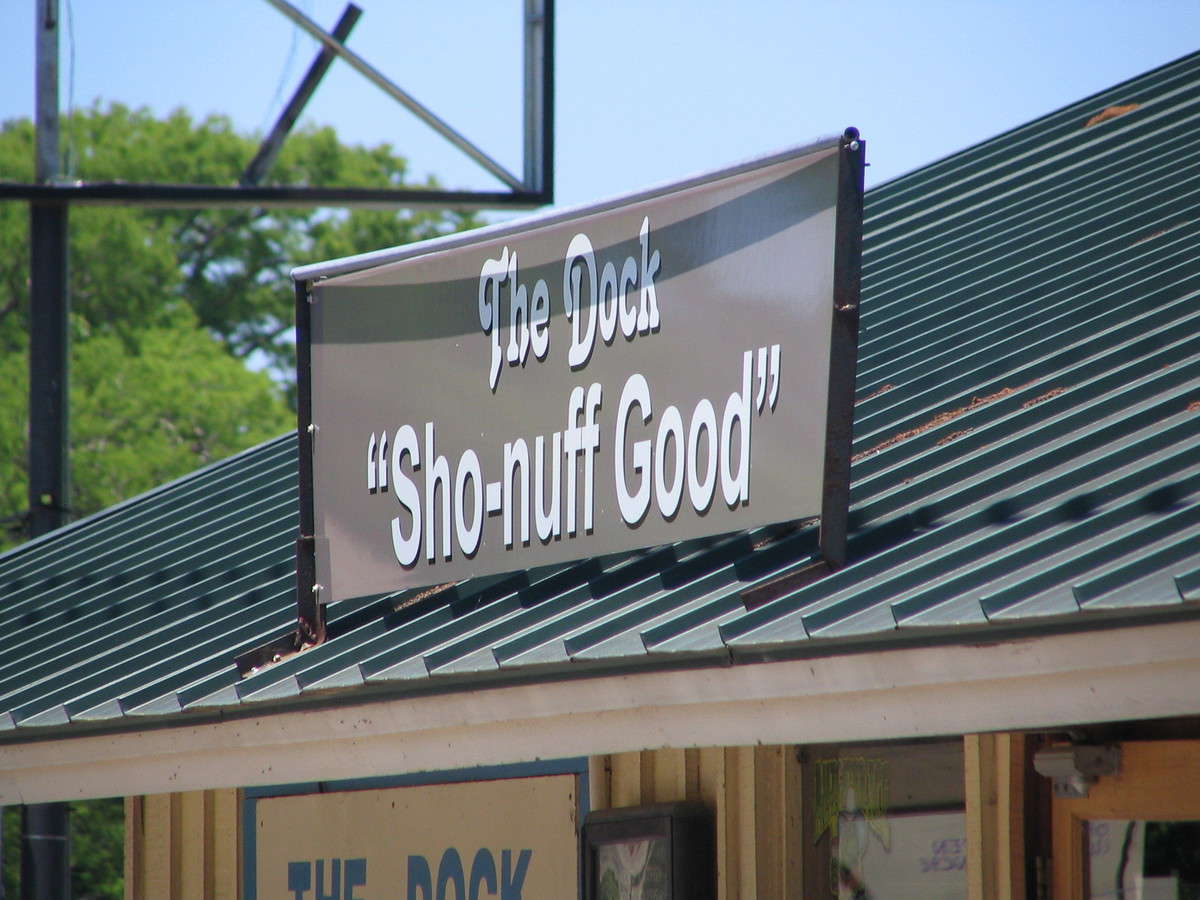 The Dock
“Sho-nuff Good”
THE DOCK